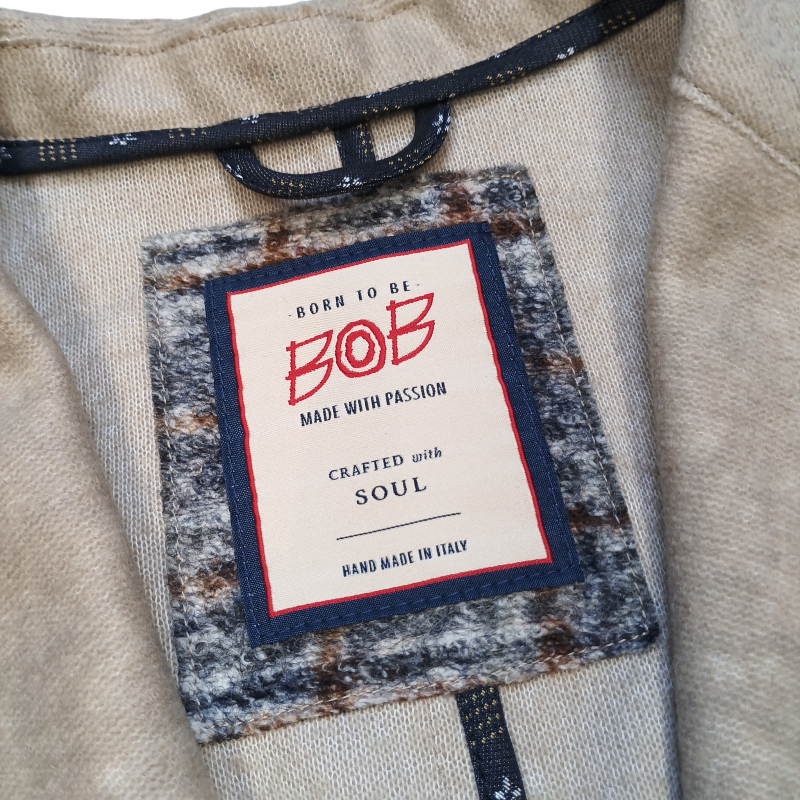 ·BORN TO BE·
BOB
MADE WITH PASSION
CRAFTED with
SOUL
HAND MADE IN ITALY